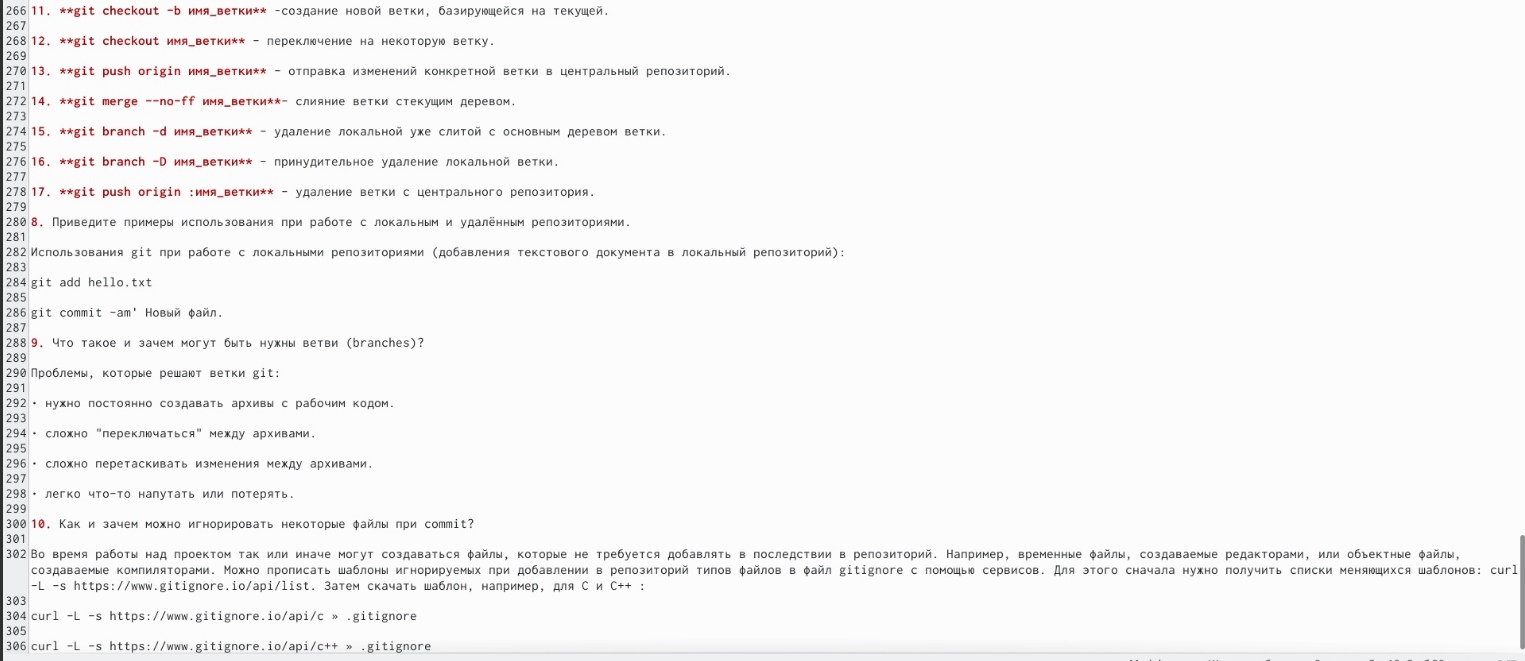 266 11. **git checkout -b имя_ветки** -создание новой ветки, базирующейся на текущей.
267
268 12. **git checkout имя_ветки** - переключение на некоторую ветку.
269
270 13. **git push origin имя_ветки** - отправка изменений конкретной ветки в центральный репозиторий.
271
272 14. **git merge --no-ff имя_ветки**- слияние ветки стекущим деревом.
273
274 15. **git branch -d имя_ветки** - удаление локальной уже слитой с основным деревом ветки.
275
276 16. **git branch -D имя_ветки** - принудительное удаление локальной ветки.
277
278 17. **git push origin :имя_ветки** - удаление ветки с центрального репозитория.
279
280 8. Приведите примеры использования при работе с локальным и удалённым репозиториями.
281
282 Использования git при работе с локальными репозиториями (добавления текстового документа в локальный репозиторий):
283
284 git add hello.txt
285
286 git commit -am' Новый файл.
287
288 9. Что такое и зачем могут быть нужны ветви (branches)?
289
290 Проблемы, которые решают ветки git:
291
292 • нужно постоянно создавать архивы с рабочим кодом.
293
294 • сложно "переключаться" между архивами.
295
296 • сложно перетаскивать изменения между архивами.
297
298 • легко что-то напутать или потерять.
299
300 10. Как и зачем можно игнорировать некоторые файлы при commit?
301
302 Во время работы над проектом так или иначе могут создаваться файлы, которые не требуется добавлять в последствии в репозиторий. Например, временные файлы, создаваемые редакторами, или объектные файлы,
создаваемые компиляторами. Можно прописать шаблоны игнорируемых при добавлении в репозиторий типов файлов в файл gitignore с помощью сервисов. Для этого сначала нужно получить списки меняющихся шаблонов: curl
-L -s https://www.gitignore.io/api/list. Затем скачать шаблон, например, для C и C++ :
303
304 curl -L -s https://www.gitignore.io/api/c » .gitignore
305
306 curl -L -s https://www.gitignore.io/api/c++ » .gitignore